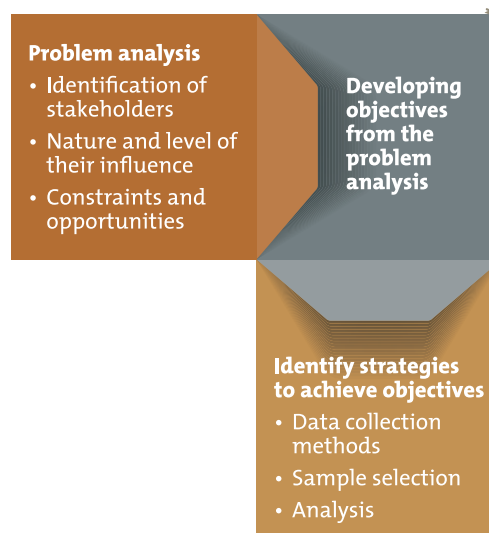 Problem analysis
• Identification of
stakeholders
• Nature and level of
their influence
• Constraints and
opportunities
Developing
objectives
from the
problem
analysis
Identify strategies
to achieve objectives
• Data collection
methods
• Sample selection
• Analysis